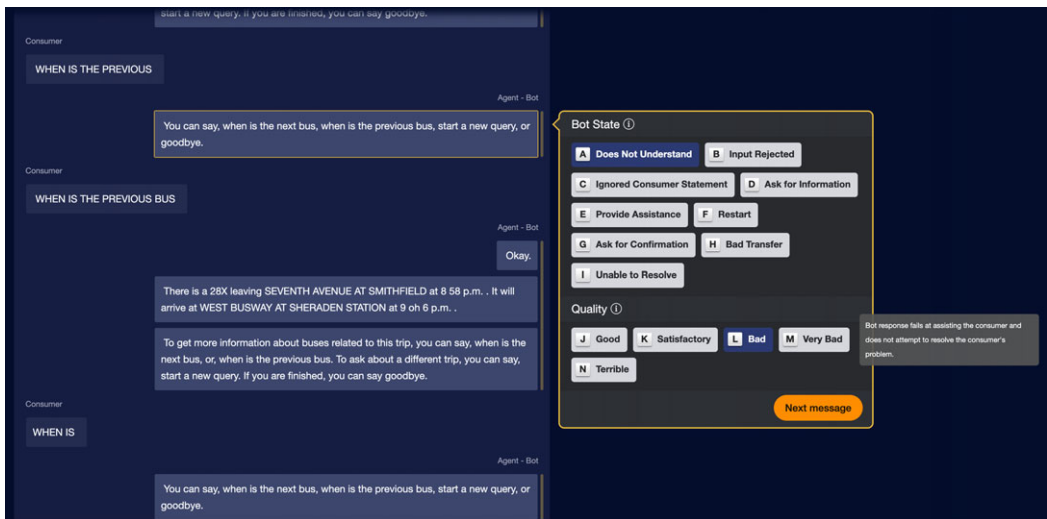 start a new query. If you are finished, you can say goodbye.
Consumer
WHEN IS THE PREVIOUS
Agent - Bot
You can say, when is the next bus, when is the previous bus, start a new query, or
goodbye.
Consumer
WHEN IS THE PREVIOUS BUS
Agent - Bot
Okay.
There is a 28X leaving SEVENTH AVENUE AT SMITHFIELD at 8 58 p.m. . It will
arrive at WEST BUSWAY AT SHERADEN STATION at 9 oh 6 p.m. .
To get more information about buses related to this trip, you can say, when is the
next bus, or, when is the previous bus. To ask about a different trip, you can say,
start a new query. If you are finished, you can say goodbye.
Consumer
WHEN IS
Agent - Bot
You can say, when is the next bus, when is the previous bus, start a new query, or
goodbye.
Bot State ⓘ
A Does Not Understand B Input Rejected
C Ignored Consumer Statement D Ask for Information
E Provide Assistance F Restart
G Ask for Confirmation H Bad Transfer
I Unable to Resolve
Quality ⓘ
J Good K Satisfactory L Bad M Very Bad
N Terrible
Next message
Bot response fails at assisting the consumer and
does not attempt to resolve the consumer's
problem.